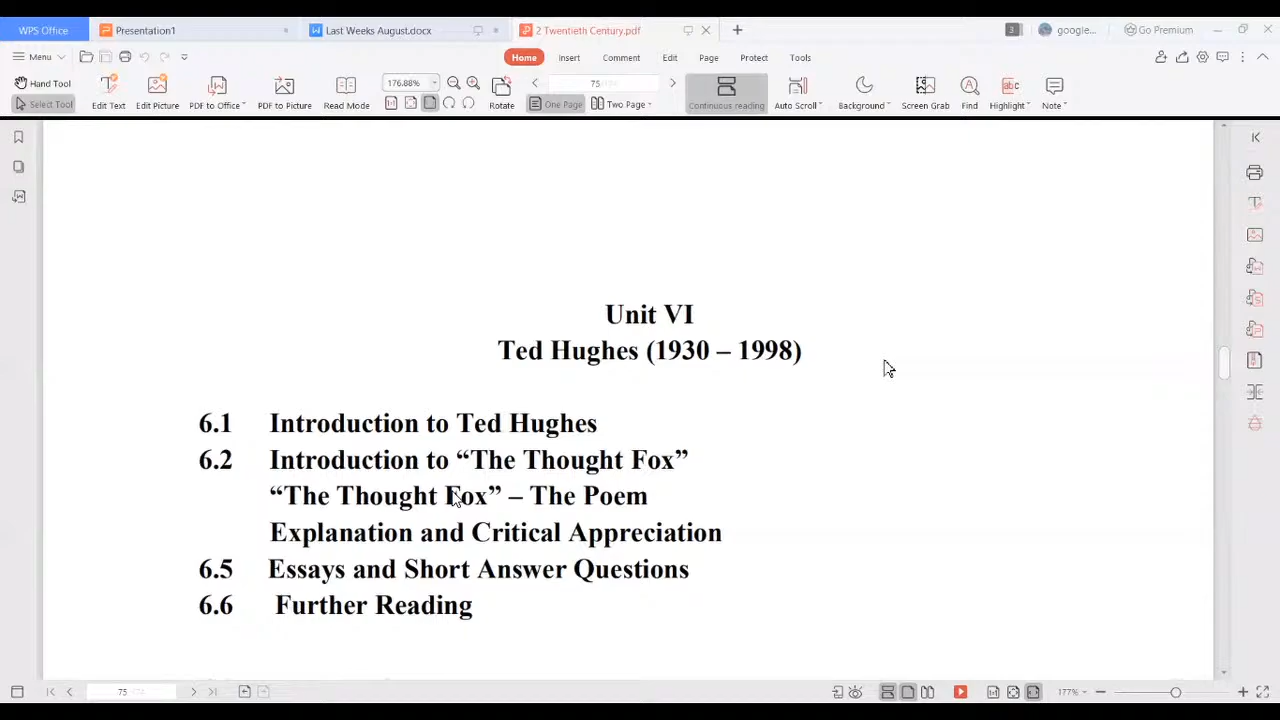 WPS Office Presentation1 Last Weeks August.docx 2 Twentieth Century.pdf + 3 google... Go Premium
Menu Home Insert Comment Edit Page Protect Tools
Hand Tool 176.88% 75
Select Tool Edit Text Edit Picture PDF to Office PDF to Picture Read Mode Rotate One Page Two Page Continuous reading Auto Scroll Background Screen Grab Find Highlight Note
Unit VI
Ted Hughes (1930 – 1998)
6.1 Introduction to Ted Hughes
6.2 Introduction to “The Thought Fox”
“The Thought Fox” – The Poem
Explanation and Critical Appreciation
6.5 Essays and Short Answer Questions
6.6 Further Reading
75 177%